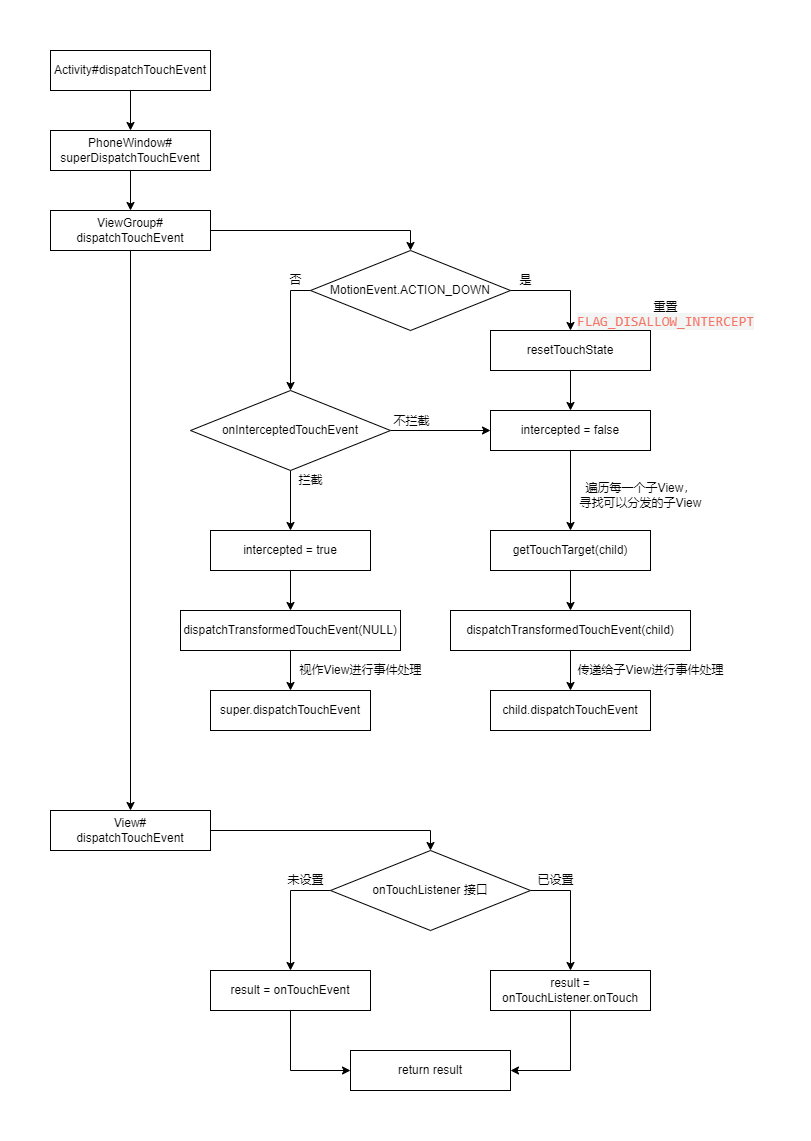 Activity#dispatchTouchEvent
PhoneWindow#
superDispatchTouchEvent
ViewGroup#
dispatchTouchEvent
MotionEvent.ACTION_DOWN
否
是
重置
FLAG_DISALLOW_INTERCEPT
resetTouchState
onInterceptedTouchEvent
不拦截
intercepted = false
拦截
遍历每一个子View，
寻找可以分发的子View
intercepted = true
getTouchTarget(child)
dispatchTransformedTouchEvent(NULL)
dispatchTransformedTouchEvent(child)
视作View进行事件处理
传递给子View进行事件处理
super.dispatchTouchEvent
child.dispatchTouchEvent
View#
dispatchTouchEvent
未设置
onTouchListener 接口
已设置
result = onTouchEvent
result =
onTouchListener.onTouch
return result